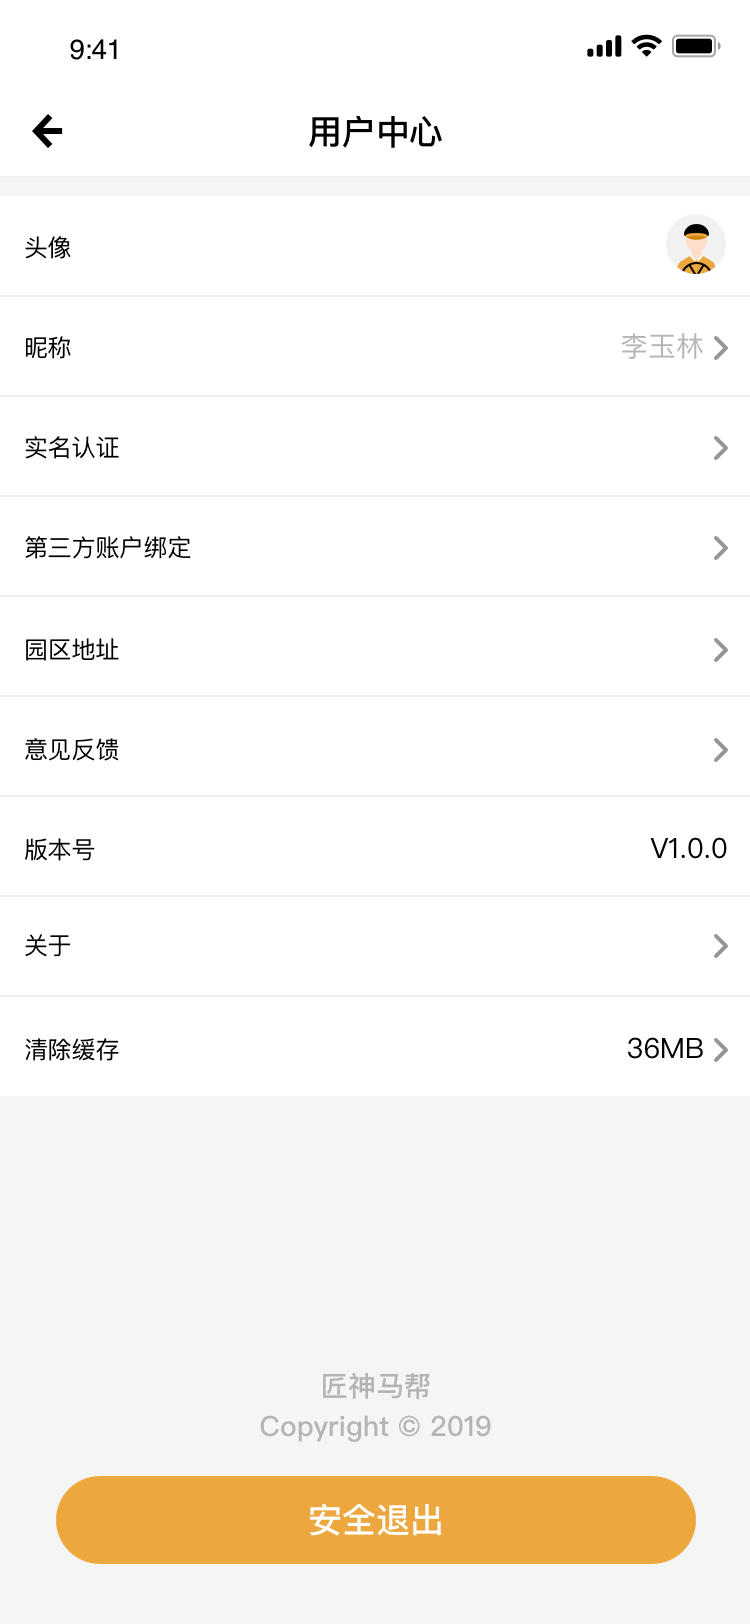 9:41
用户中心
头像
昵称 李玉林
实名认证
第三方账户绑定
园区地址
意见反馈
版本号 V1.0.0
关于
清除缓存 36MB
匠神马帮
Copyright © 2019
安全退出